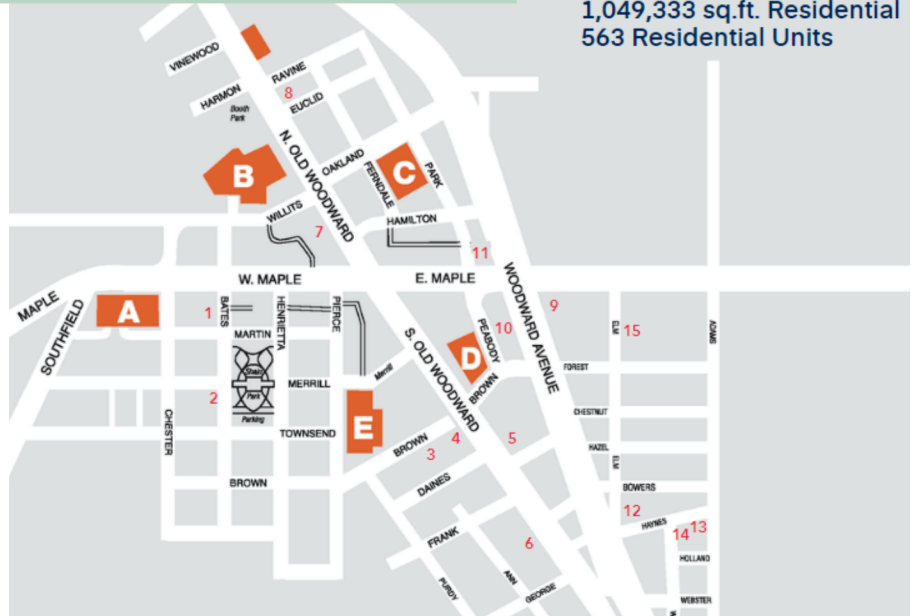 1,049,333 sq.ft. Residential
563 Residential Units
VINEWOOD
RAVINE
HARMON
8
EUCLID
Booth
Park
N. OLD WOODWARD
OAKLAND
B
C
FERNDALE
PARK
WILLITS
HAMILTON
7
11
W. MAPLE
E. MAPLE
WOODWARD AVENUE
MAPLE
SOUTHFIELD
A
1
BATES
HENRIETTA
PIERCE
9
MARTIN
S. OLD WOODWARD
10
PEABODY
ELM
15
ADAMS
Shain
Park
MERRILL
Merrill
D
BROWN
FOREST
2
Parking
CHESTER
TOWNSEND
E
CHESTNUT
BROWN
3
4
5
HAZEL
ELM
BROWN
DAINES
BOWERS
12
HAYNES
14
13
FRANK
6
HOLLAND
PURDY
ANN
GEORGE
WEBSTER